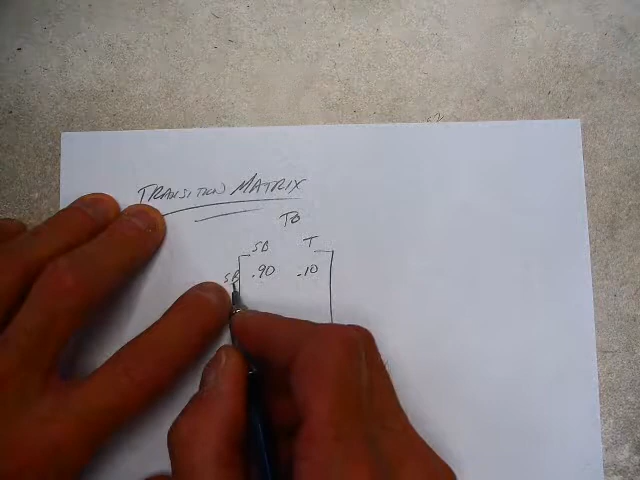 TRANSITION MATRIX
TO
SB T
SB .90 .10